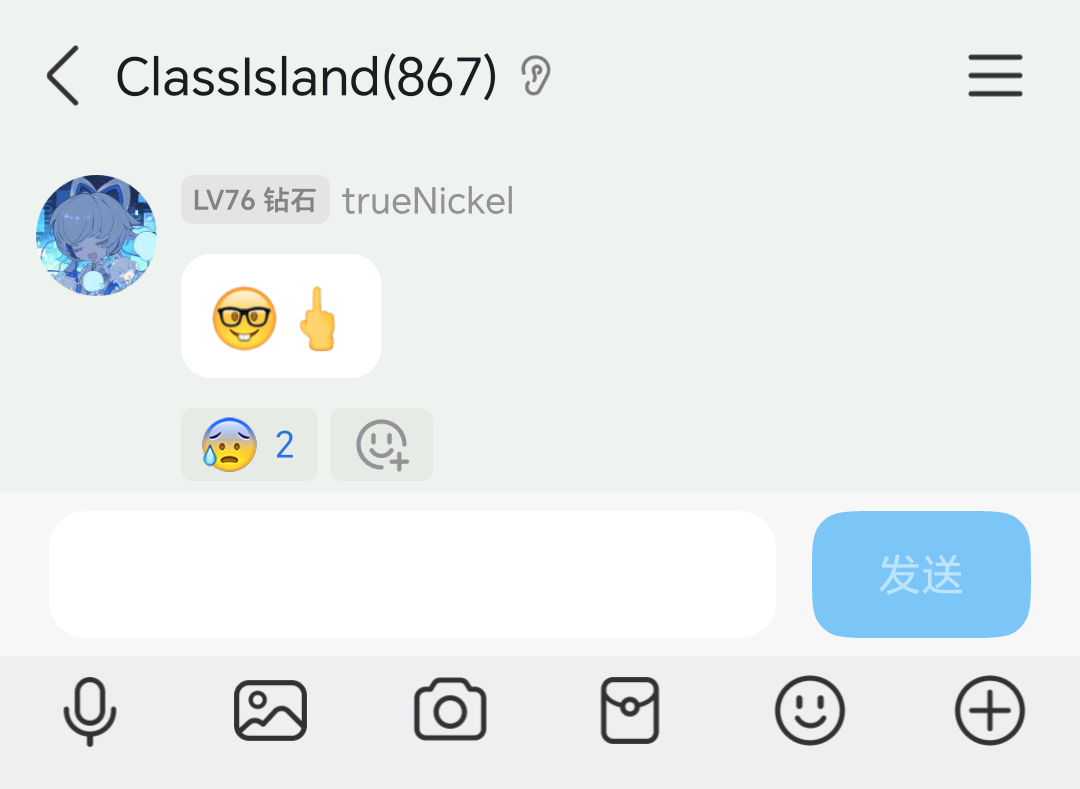 ClassIsland(867)
LV76 钻石 trueNickel
🤓🖕
😰 2
发送